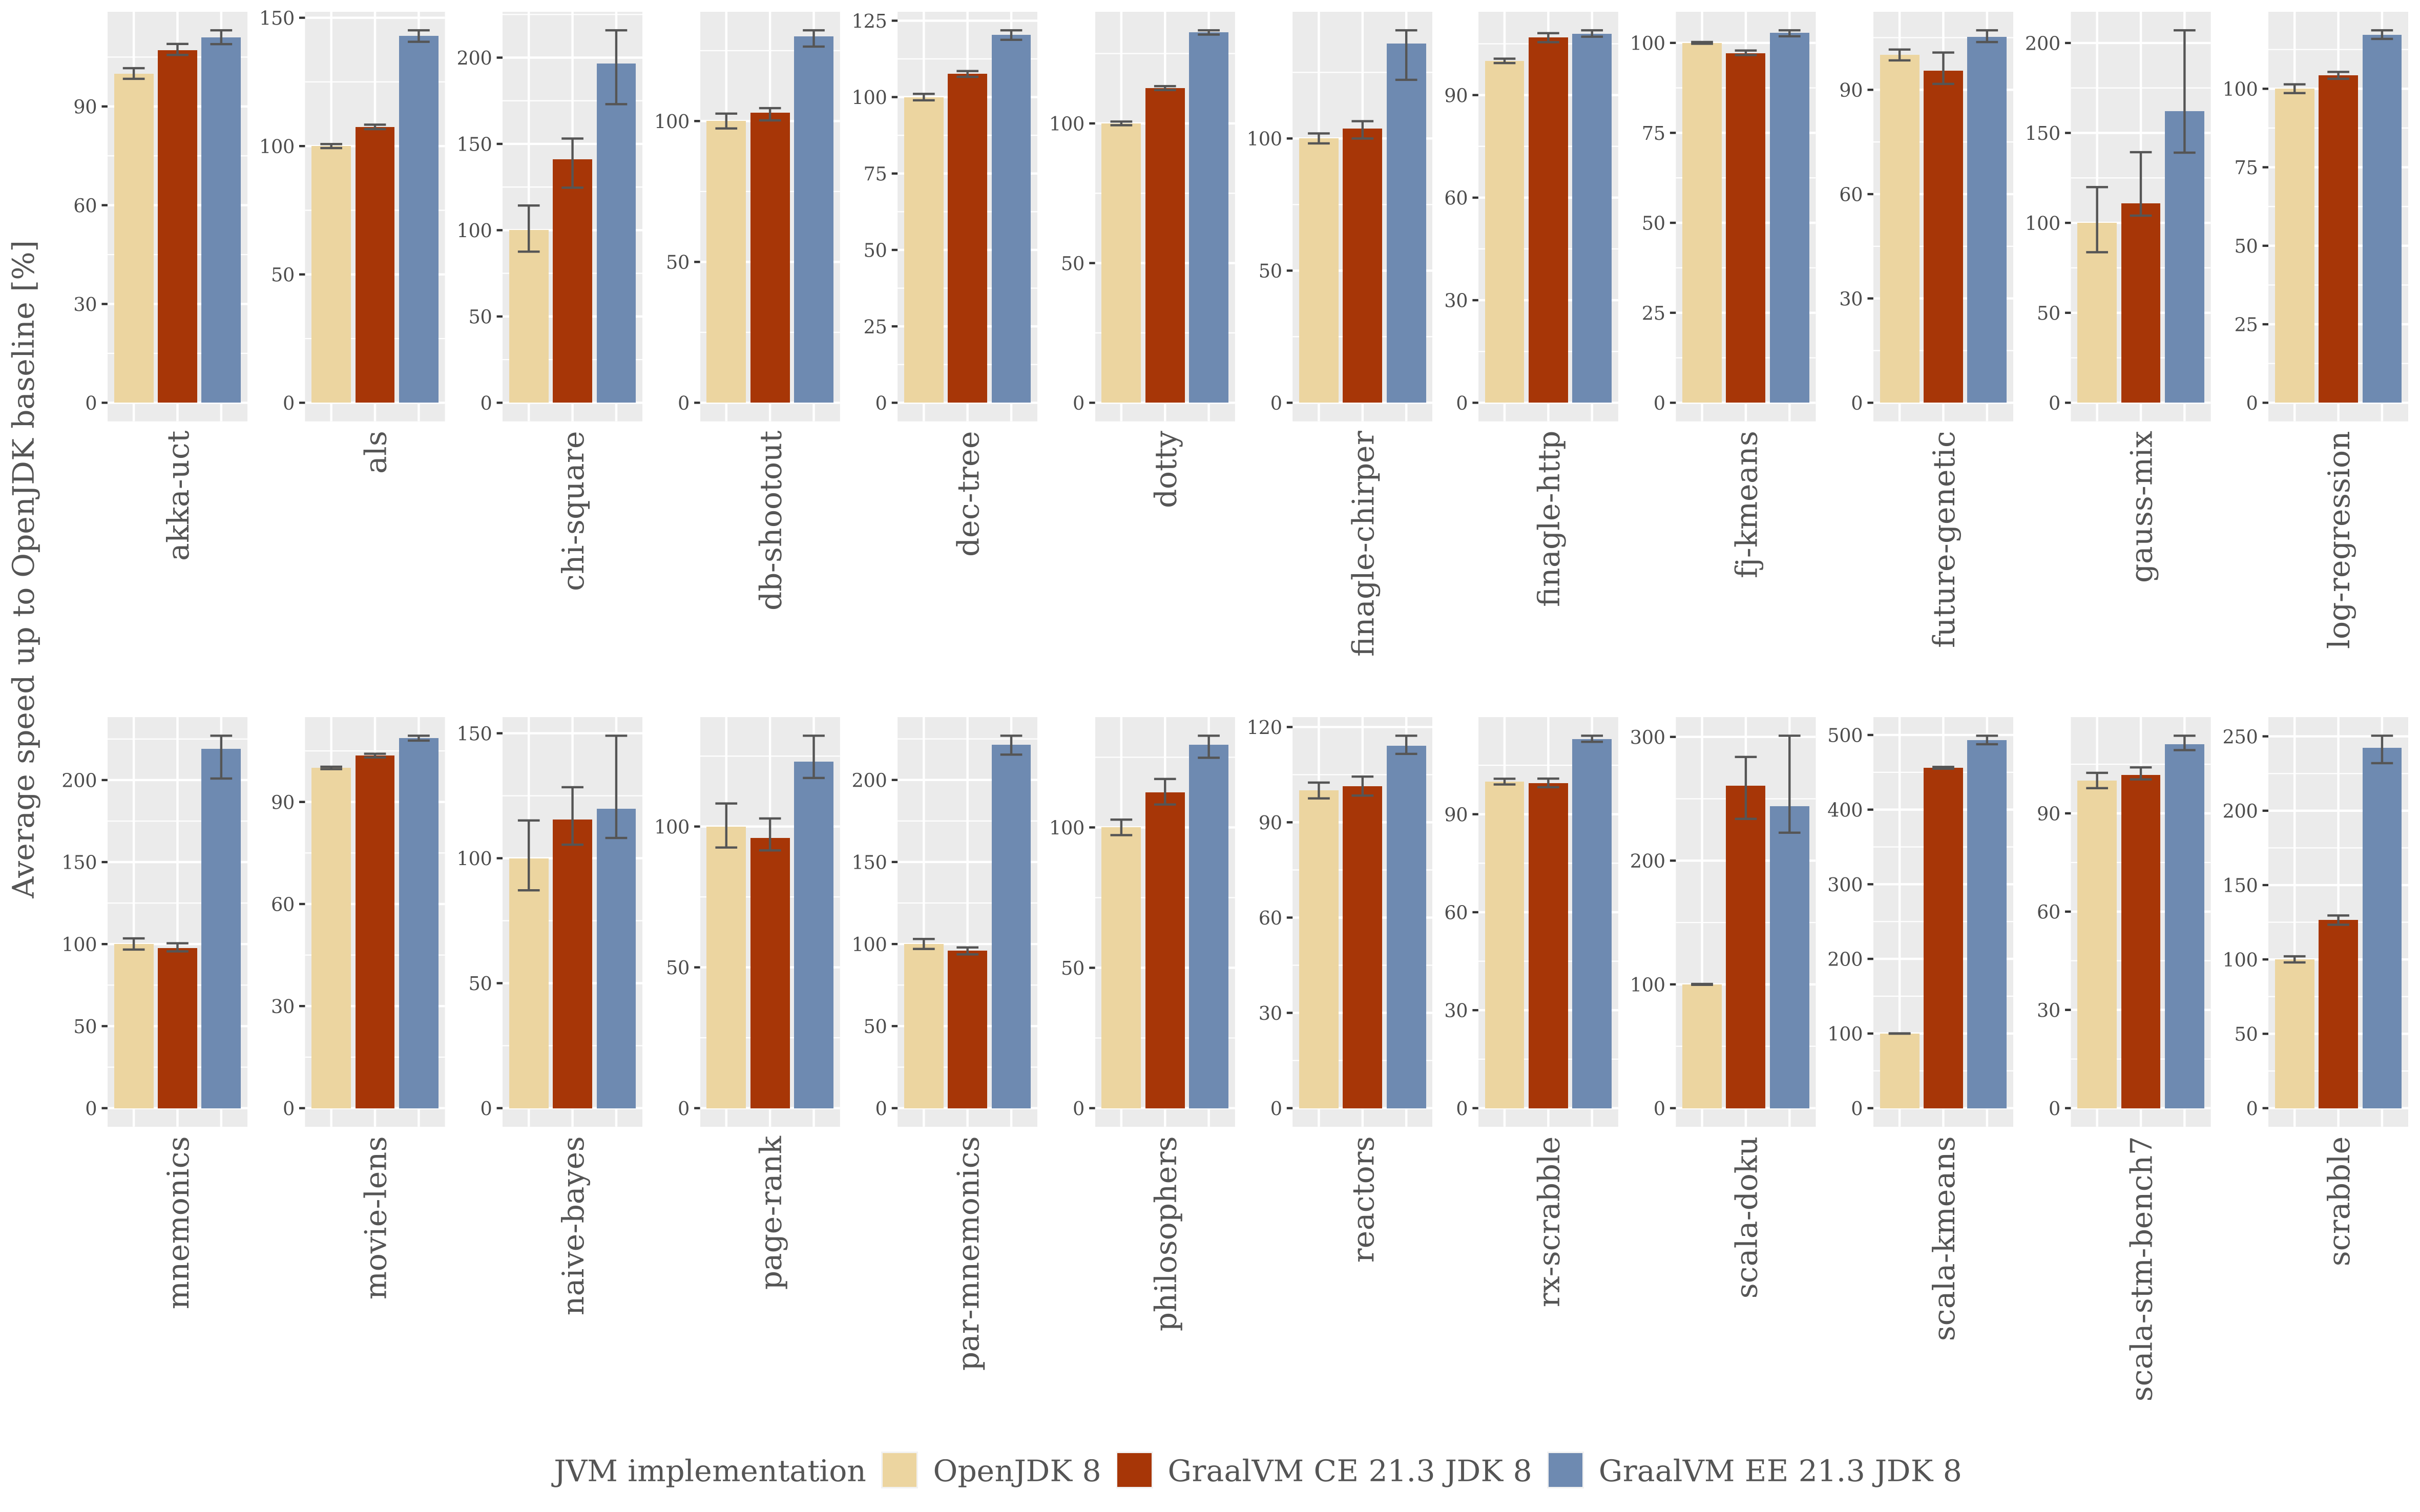 Average speed up to OpenJDK baseline [%]
0 30 60 90
akka-uct
0 50 100 150
als
0 50 100 150 200
chi-square
0 50 100
db-shootout
0 25 50 75 100 125
dec-tree
0 50 100
dotty
0 50 100
finagle-chirper
0 30 60 90
finagle-http
0 25 50 75 100
fj-kmeans
0 30 60 90
future-genetic
0 50 100 150 200
gauss-mix
0 25 50 75 100
log-regression
0 50 100 150 200
mnemonics
0 30 60 90
movie-lens
0 50 100 150
naive-bayes
0 50 100
page-rank
0 50 100 150 200
par-mnemonics
0 50 100
philosophers
0 30 60 90 120
reactors
0 30 60 90
rx-scrabble
0 100 200 300
scala-doku
0 100 200 300 400 500
scala-kmeans
0 30 60 90
scala-stm-bench7
0 50 100 150 200 250
scrabble
JVM implementation OpenJDK 8 GraalVM CE 21.3 JDK 8 GraalVM EE 21.3 JDK 8